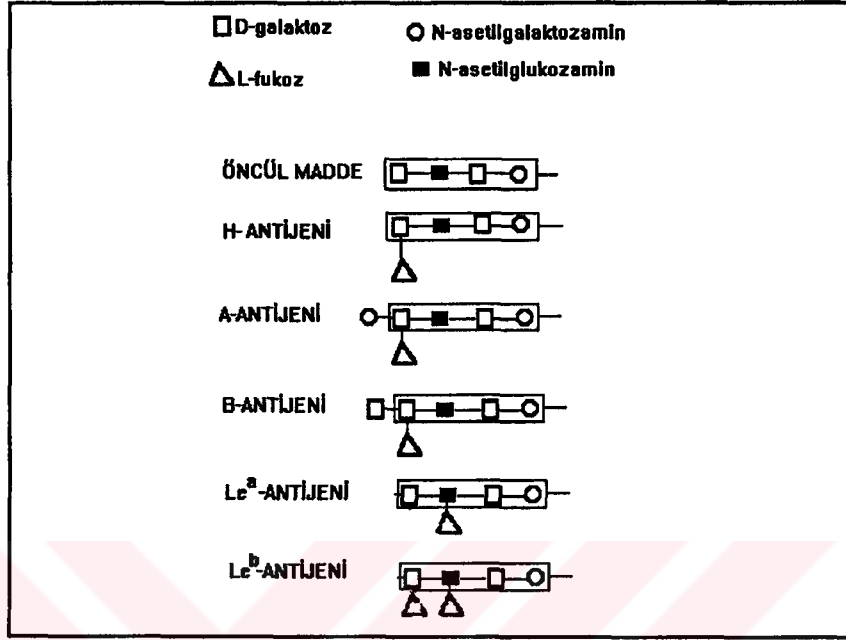 D-galaktoz
N-asetilgalaktozamin
L-fukoz
N-asetilglukozamin
ÖNCÜL MADDE
H-ANTİJENİ
A-ANTİJENİ
B-ANTİJENİ
Le^a-ANTİJENİ
Le^b-ANTİJENİ